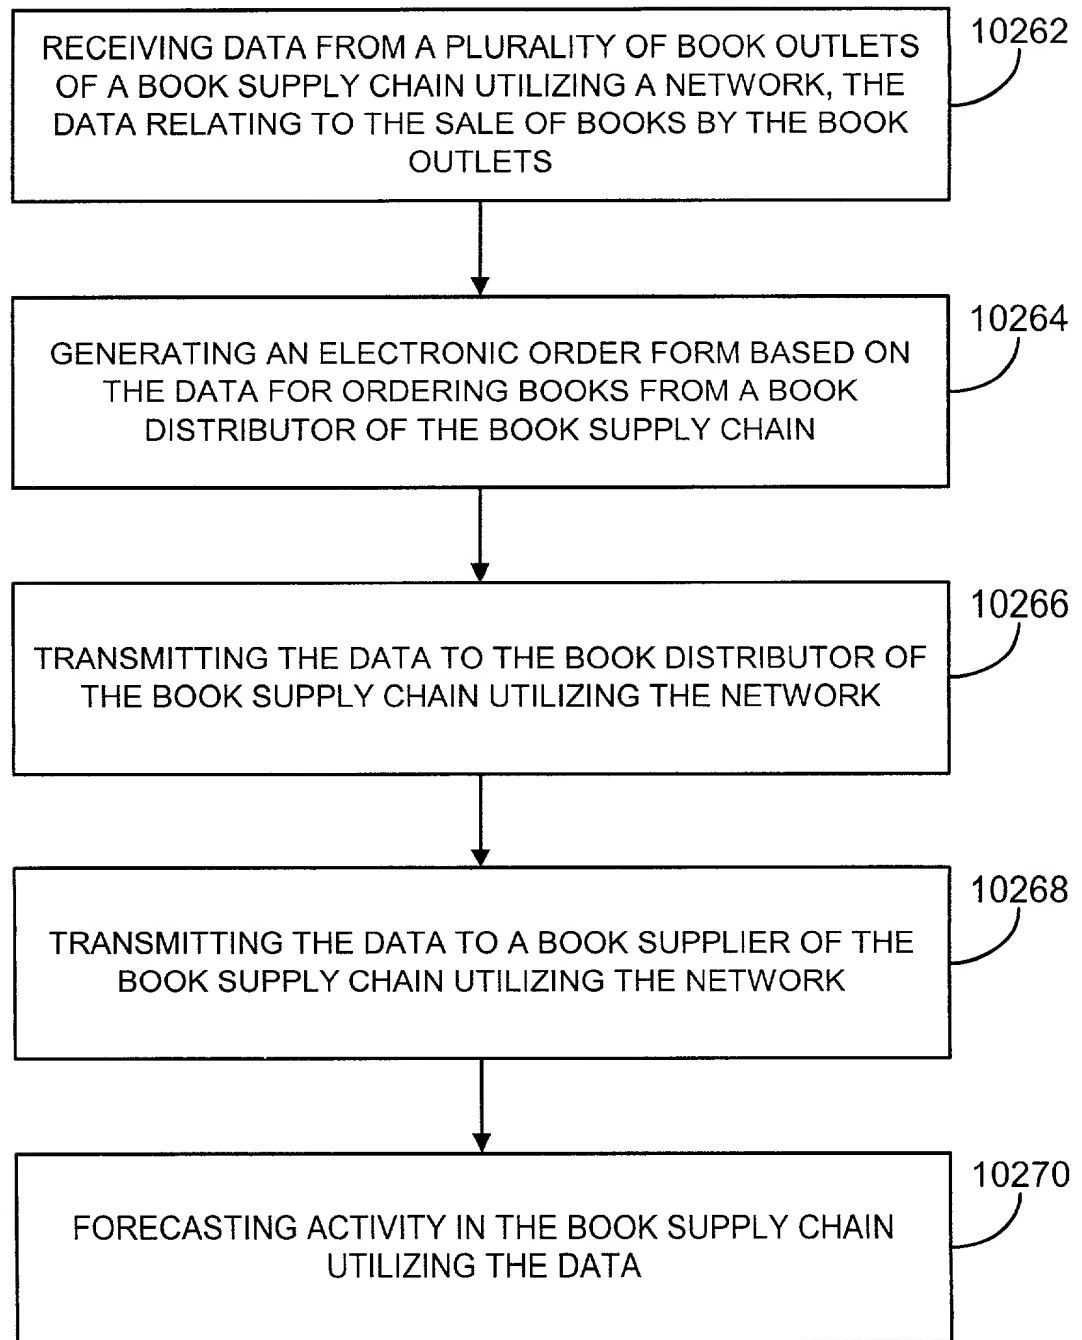 10262
RECEIVING DATA FROM A PLURALITY OF BOOK OUTLETS
OF A BOOK SUPPLY CHAIN UTILIZING A NETWORK, THE
DATA RELATING TO THE SALE OF BOOKS BY THE BOOK
OUTLETS
10264
GENERATING AN ELECTRONIC ORDER FORM BASED ON
THE DATA FOR ORDERING BOOKS FROM A BOOK
DISTRIBUTOR OF THE BOOK SUPPLY CHAIN
10266
TRANSMITTING THE DATA TO THE BOOK DISTRIBUTOR OF
THE BOOK SUPPLY CHAIN UTILIZING THE NETWORK
10268
TRANSMITTING THE DATA TO A BOOK SUPPLIER OF THE
BOOK SUPPLY CHAIN UTILIZING THE NETWORK
10270
FORECASTING ACTIVITY IN THE BOOK SUPPLY CHAIN
UTILIZING THE DATA